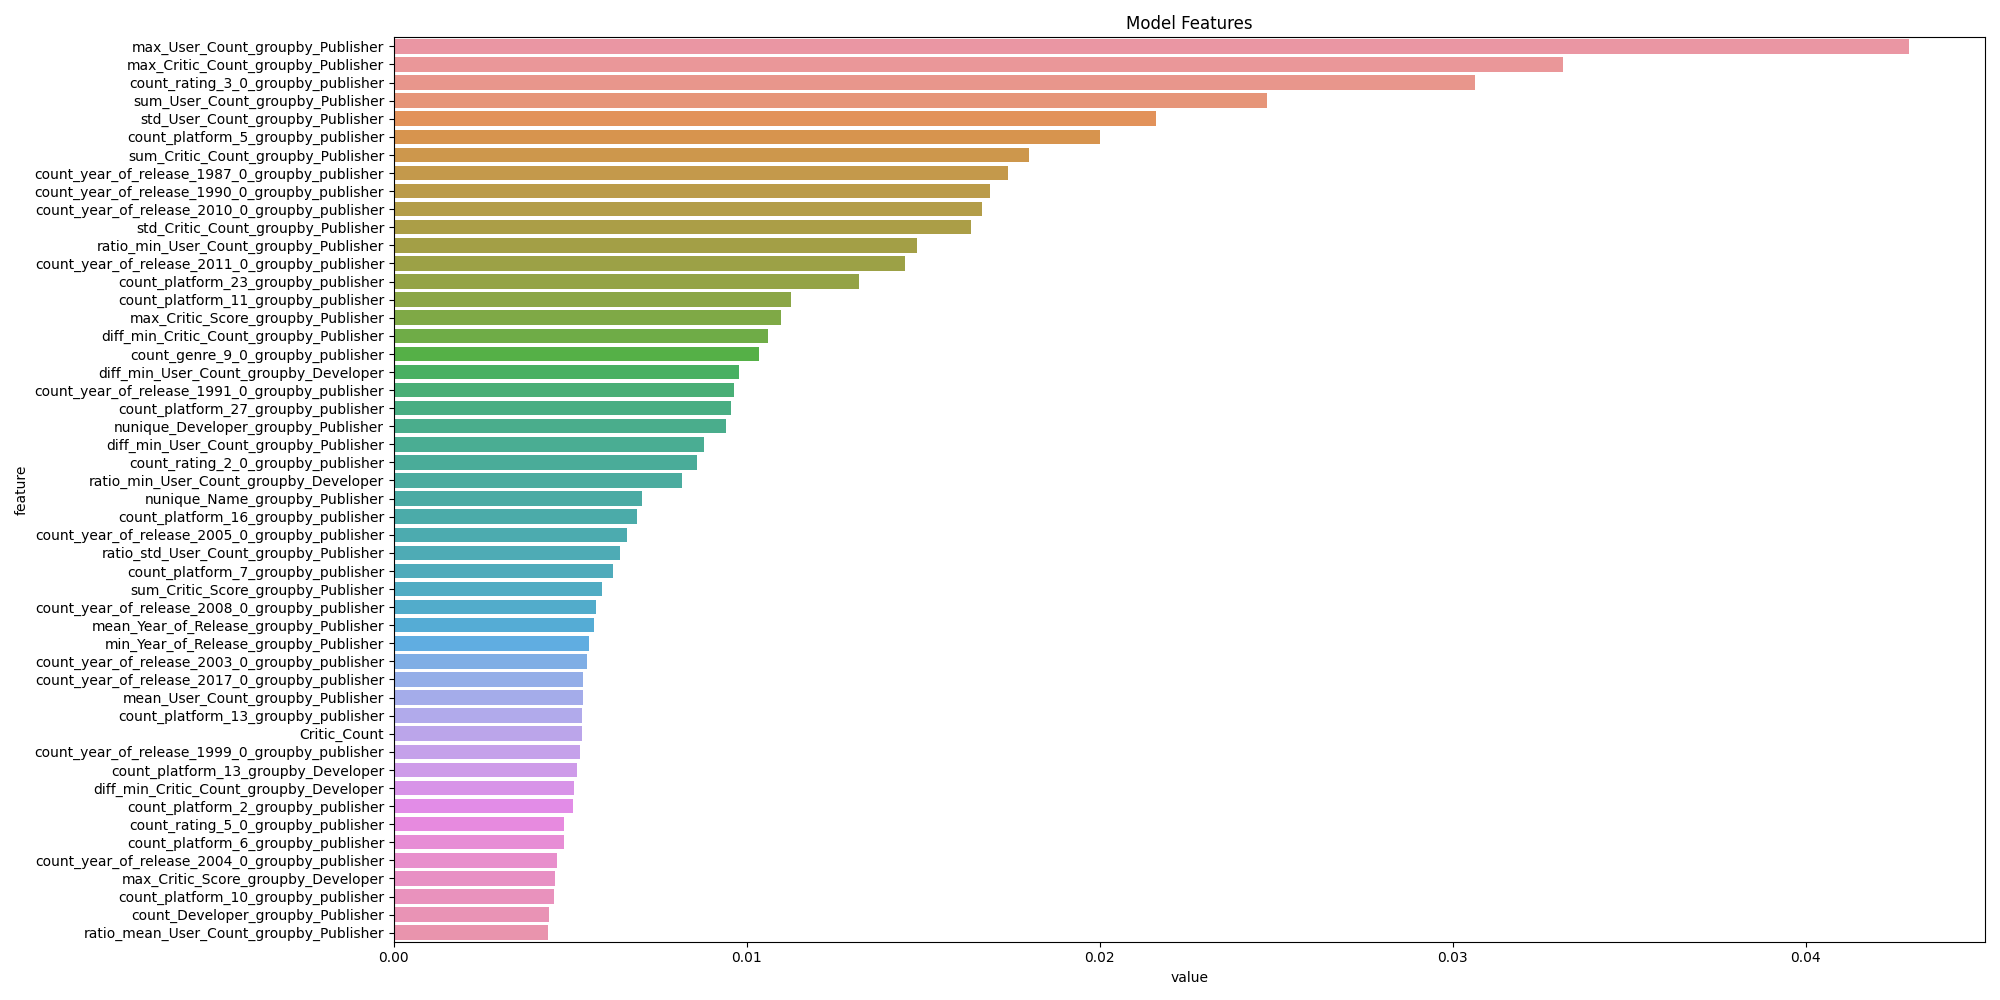 Model Features
max_User_Count_groupby_Publisher
max_Critic_Count_groupby_Publisher
count_rating_3_0_groupby_publisher
sum_User_Count_groupby_Publisher
std_User_Count_groupby_Publisher
count_platform_5_groupby_publisher
sum_Critic_Count_groupby_Publisher
count_year_of_release_1987_0_groupby_publisher
count_year_of_release_1990_0_groupby_publisher
count_year_of_release_2010_0_groupby_publisher
std_Critic_Count_groupby_Publisher
ratio_min_User_Count_groupby_Publisher
count_year_of_release_2011_0_groupby_publisher
count_platform_23_groupby_publisher
count_platform_11_groupby_publisher
max_Critic_Score_groupby_Publisher
diff_min_Critic_Count_groupby_Publisher
count_genre_9_0_groupby_publisher
diff_min_User_Count_groupby_Developer
count_year_of_release_1991_0_groupby_publisher
count_platform_27_groupby_publisher
nunique_Developer_groupby_Publisher
diff_min_User_Count_groupby_Publisher
count_rating_2_0_groupby_publisher
ratio_min_User_Count_groupby_Developer
nunique_Name_groupby_Publisher
count_platform_16_groupby_publisher
count_year_of_release_2005_0_groupby_publisher
ratio_std_User_Count_groupby_Publisher
count_platform_7_groupby_publisher
sum_Critic_Score_groupby_Publisher
count_year_of_release_2008_0_groupby_publisher
mean_Year_of_Release_groupby_Publisher
min_Year_of_Release_groupby_Publisher
count_year_of_release_2003_0_groupby_publisher
count_year_of_release_2017_0_groupby_publisher
mean_User_Count_groupby_Publisher
count_platform_13_groupby_publisher
Critic_Count
count_year_of_release_1999_0_groupby_publisher
count_platform_13_groupby_Developer
diff_min_Critic_Count_groupby_Developer
count_platform_2_groupby_publisher
count_rating_5_0_groupby_publisher
count_platform_6_groupby_publisher
count_year_of_release_2004_0_groupby_publisher
max_Critic_Score_groupby_Developer
count_platform_10_groupby_publisher
count_Developer_groupby_Publisher
ratio_mean_User_Count_groupby_Publisher
feature
0.00 0.01 0.02 0.03 0.04
value